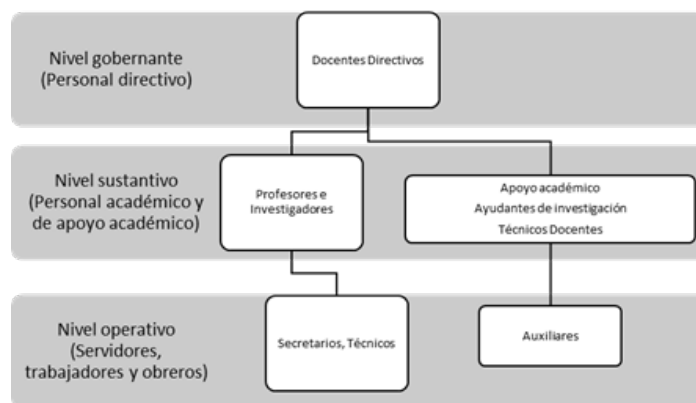 Nivel gobernante
(Personal directivo)
Docentes Directivos
Nivel sustantivo
(Personal académico y
de apoyo académico)
Profesores e
Investigadores
Apoyo académico
Ayudantes de investigación
Técnicos Docentes
Nivel operativo
(Servidores,
trabajadores y obreros)
Secretarios, Técnicos
Auxiliares